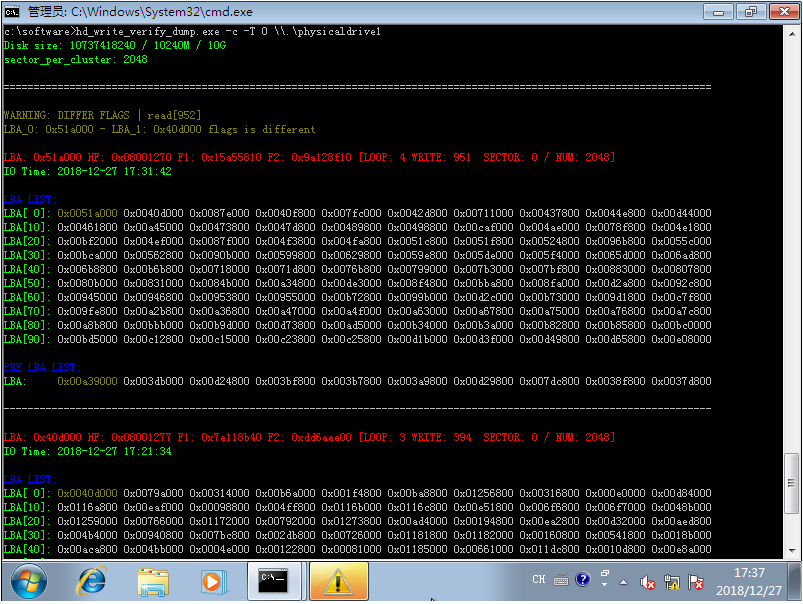 管理员: C:\Windows\System32\cmd.exe
c:\software>hd_write_verify_dump.exe -c -T 0 \\.\physicaldrive1
Disk size: 10737418240 / 10240M / 10G
sector_per_cluster: 2048
================================================================================
WARNING: DIFFER FLAGS | read[952]
LBA_0: 0x51a000 - LBA_1: 0x40d000 flags is different
LBA: 0x51a000 HF: 0x08001270 F1: 0x15a55810 F2: 0x9a128f10 [LOOP: 4 WRITE: 951  SECTOR: 0 / NUM: 2048]
IO Time: 2018-12-27 17:31:42
LBA LIST:
LBA[ 0]: 0x0051a000 0x0040d000 0x0087e000 0x0040f800 0x007fc000 0x0042d800 0x00711000 0x00437800 0x0044e800 0x00d44000
LBA[10]: 0x00461800 0x00a45000 0x00473800 0x0047d800 0x00489800 0x00498800 0x00caf000 0x004ae000 0x0078f800 0x004e1800
LBA[20]: 0x00bf2000 0x004ef000 0x0087f000 0x004f3800 0x004fa800 0x0051c800 0x0051f800 0x00524800 0x0096b800 0x0055c000
LBA[30]: 0x00bca000 0x00562800 0x0090b000 0x00599800 0x00629800 0x0059e800 0x005de000 0x005f4000 0x0065d000 0x006ad800
LBA[40]: 0x006b8800 0x00b6b800 0x00718000 0x0071d800 0x0076b800 0x00799000 0x007b3000 0x007bf800 0x00883000 0x00807800
LBA[50]: 0x0080b000 0x00831000 0x0084b000 0x00a34800 0x00de3000 0x008f4800 0x00bba800 0x008fa000 0x00d2a800 0x0092c800
LBA[60]: 0x00945000 0x00946800 0x00953800 0x00955000 0x00b72800 0x0099b000 0x00d2c000 0x00b73000 0x009d1800 0x00c7f800
LBA[70]: 0x009fe800 0x00a2b800 0x00a36800 0x00a47000 0x00a4f000 0x00a63000 0x00a67800 0x00a75000 0x00a76800 0x00a7c800
LBA[80]: 0x00a8b800 0x00bbb000 0x00b9d000 0x00d73800 0x00ad5000 0x00b34000 0x00b3a000 0x00b82800 0x00b85800 0x00bc0000
LBA[90]: 0x00bd5000 0x00c12800 0x00c15000 0x00c23800 0x00c25800 0x00d1b000 0x00d3f000 0x00d49800 0x00d65800 0x00e08000
PRE LBA LIST:
LBA: 0x00a39000 0x003db000 0x00d24800 0x003bf800 0x003b7800 0x003a9800 0x00d29800 0x007dc800 0x0038f800 0x0037d800
--------------------------------------------------------------------------------
LBA: 0x40d000 HF: 0x08001277 F1: 0x7e118b40 F2: 0xdd6aee00 [LOOP: 3 WRITE: 394  SECTOR: 0 / NUM: 2048]
IO Time: 2018-12-27 17:21:34
LBA LIST:
LBA[ 0]: 0x0040d000 0x0079a000 0x00314000 0x00b6a000 0x001f4800 0x00ba8800 0x01256800 0x00316800 0x000e0000 0x00d84000
LBA[10]: 0x0116a800 0x00eaf000 0x00098800 0x004ff800 0x0116b000 0x0116c800 0x00e51800 0x006f6800 0x006f7000 0x0048b000
LBA[20]: 0x01259000 0x00766000 0x01172000 0x00792000 0x01273800 0x00ad4000 0x00194800 0x00ea2800 0x00d32000 0x00aed800
LBA[30]: 0x004b4000 0x00940800 0x007bc800 0x002db800 0x00726000 0x01181800 0x01182000 0x00160800 0x00541800 0x0018b000
LBA[40]: 0x00aca800 0x004bb000 0x0004e000 0x00122800 0x00081000 0x01185000 0x00661000 0x011dc800 0x0010d800 0x00e8a000
CH
17:37
2018/12/27